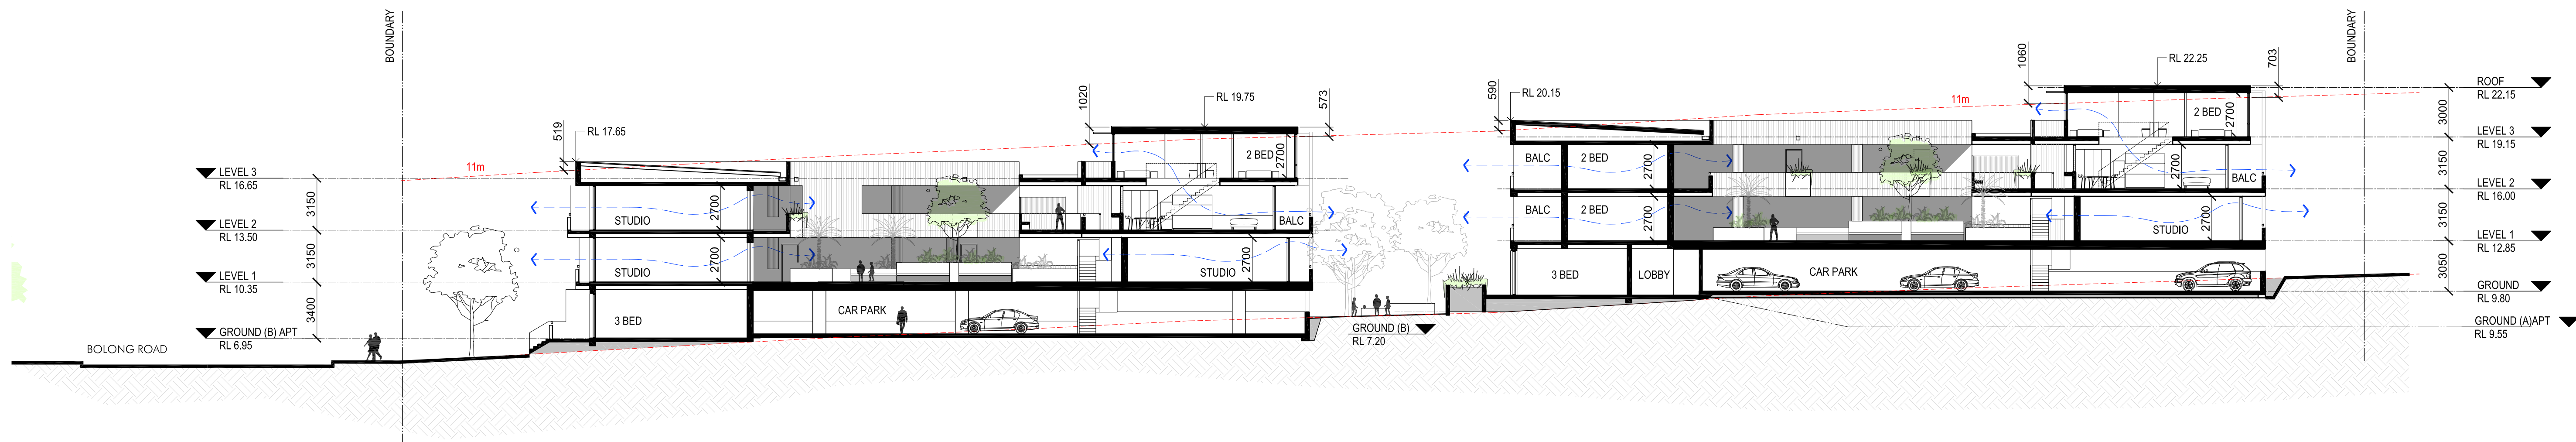 BOUNDARY
LEVEL 3
RL 16.65
3150
LEVEL 2
RL 13.50
3150
LEVEL 1
RL 10.35
3400
GROUND (B) APT
RL 6.95
BOLONG ROAD
11m
519
RL 17.65
STUDIO
2700
STUDIO
2700
3 BED
CAR PARK
1020
RL 19.75
573
2 BED
2700
BALC
STUDIO
2700
GROUND (B)
RL 7.20
590
RL 20.15
BALC
2 BED
2700
BALC
2 BED
2700
3 BED
LOBBY
CAR PARK
11m
1060
RL 22.25
703
2 BED
2700
2700
BALC
STUDIO
2700
BOUNDARY
ROOF
RL 22.15
3000
LEVEL 3
RL 19.15
3150
LEVEL 2
RL 16.00
3150
LEVEL 1
RL 12.85
3050
GROUND
RL 9.80
GROUND (A)APT
RL 9.55